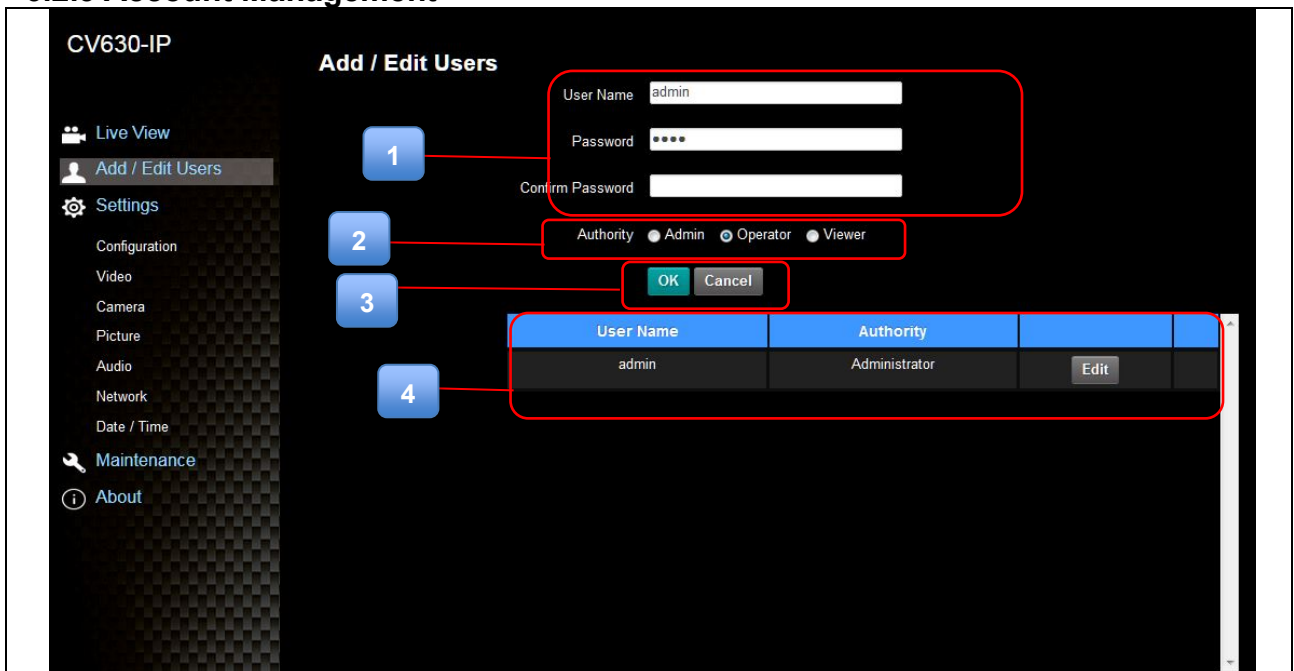 Account Management
CV630-IP
Add / Edit Users
User Name admin
Password ••••
Confirm Password
Authority Admin Operator Viewer
OK Cancel
User Name Authority
admin Administrator Edit
1
2
3
4
Live View
Add / Edit Users
Settings
Configuration
Video
Camera
Picture
Audio
Network
Date / Time
Maintenance
About